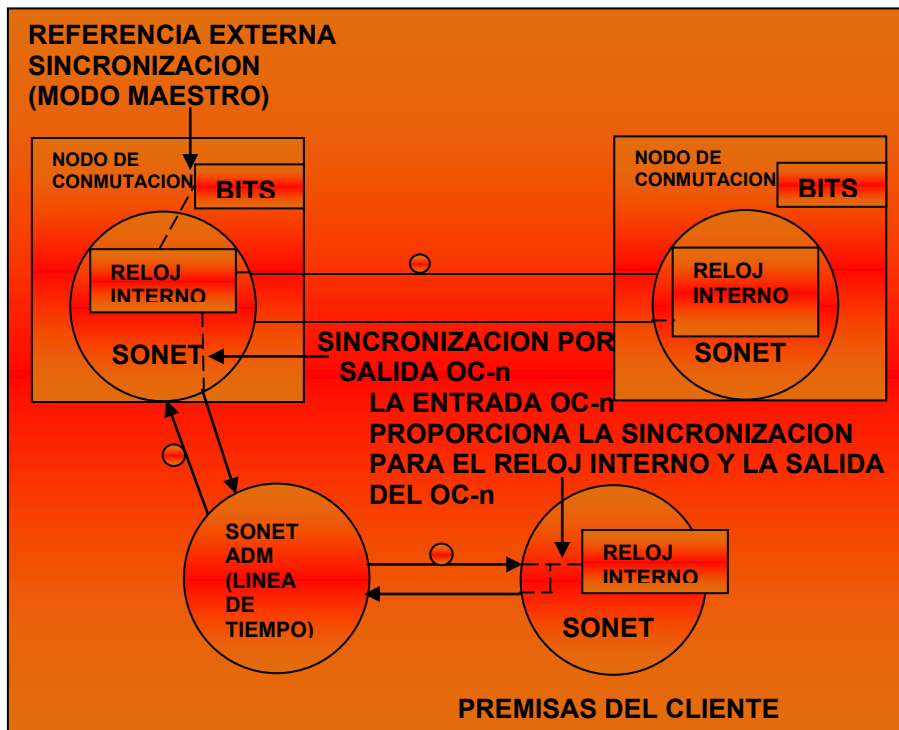 REFERENCIA EXTERNA
SINCRONIZACION
(MODO MAESTRO)
NODO DE
CONMUTACION
BITS
RELOJ
INTERNO
SONET
NODO DE
CONMUTACION
BITS
RELOJ
INTERNO
SONET
SINCRONIZACION POR
SALIDA OC-n
LA ENTRADA OC-n
PROPORCIONA LA SINCRONIZACION
PARA EL RELOJ INTERNO Y LA SALIDA
DEL OC-n
SONET
ADM
(LINEA
DE
TIEMPO)
RELOJ
INTERNO
SONET
PREMISAS DEL CLIENTE